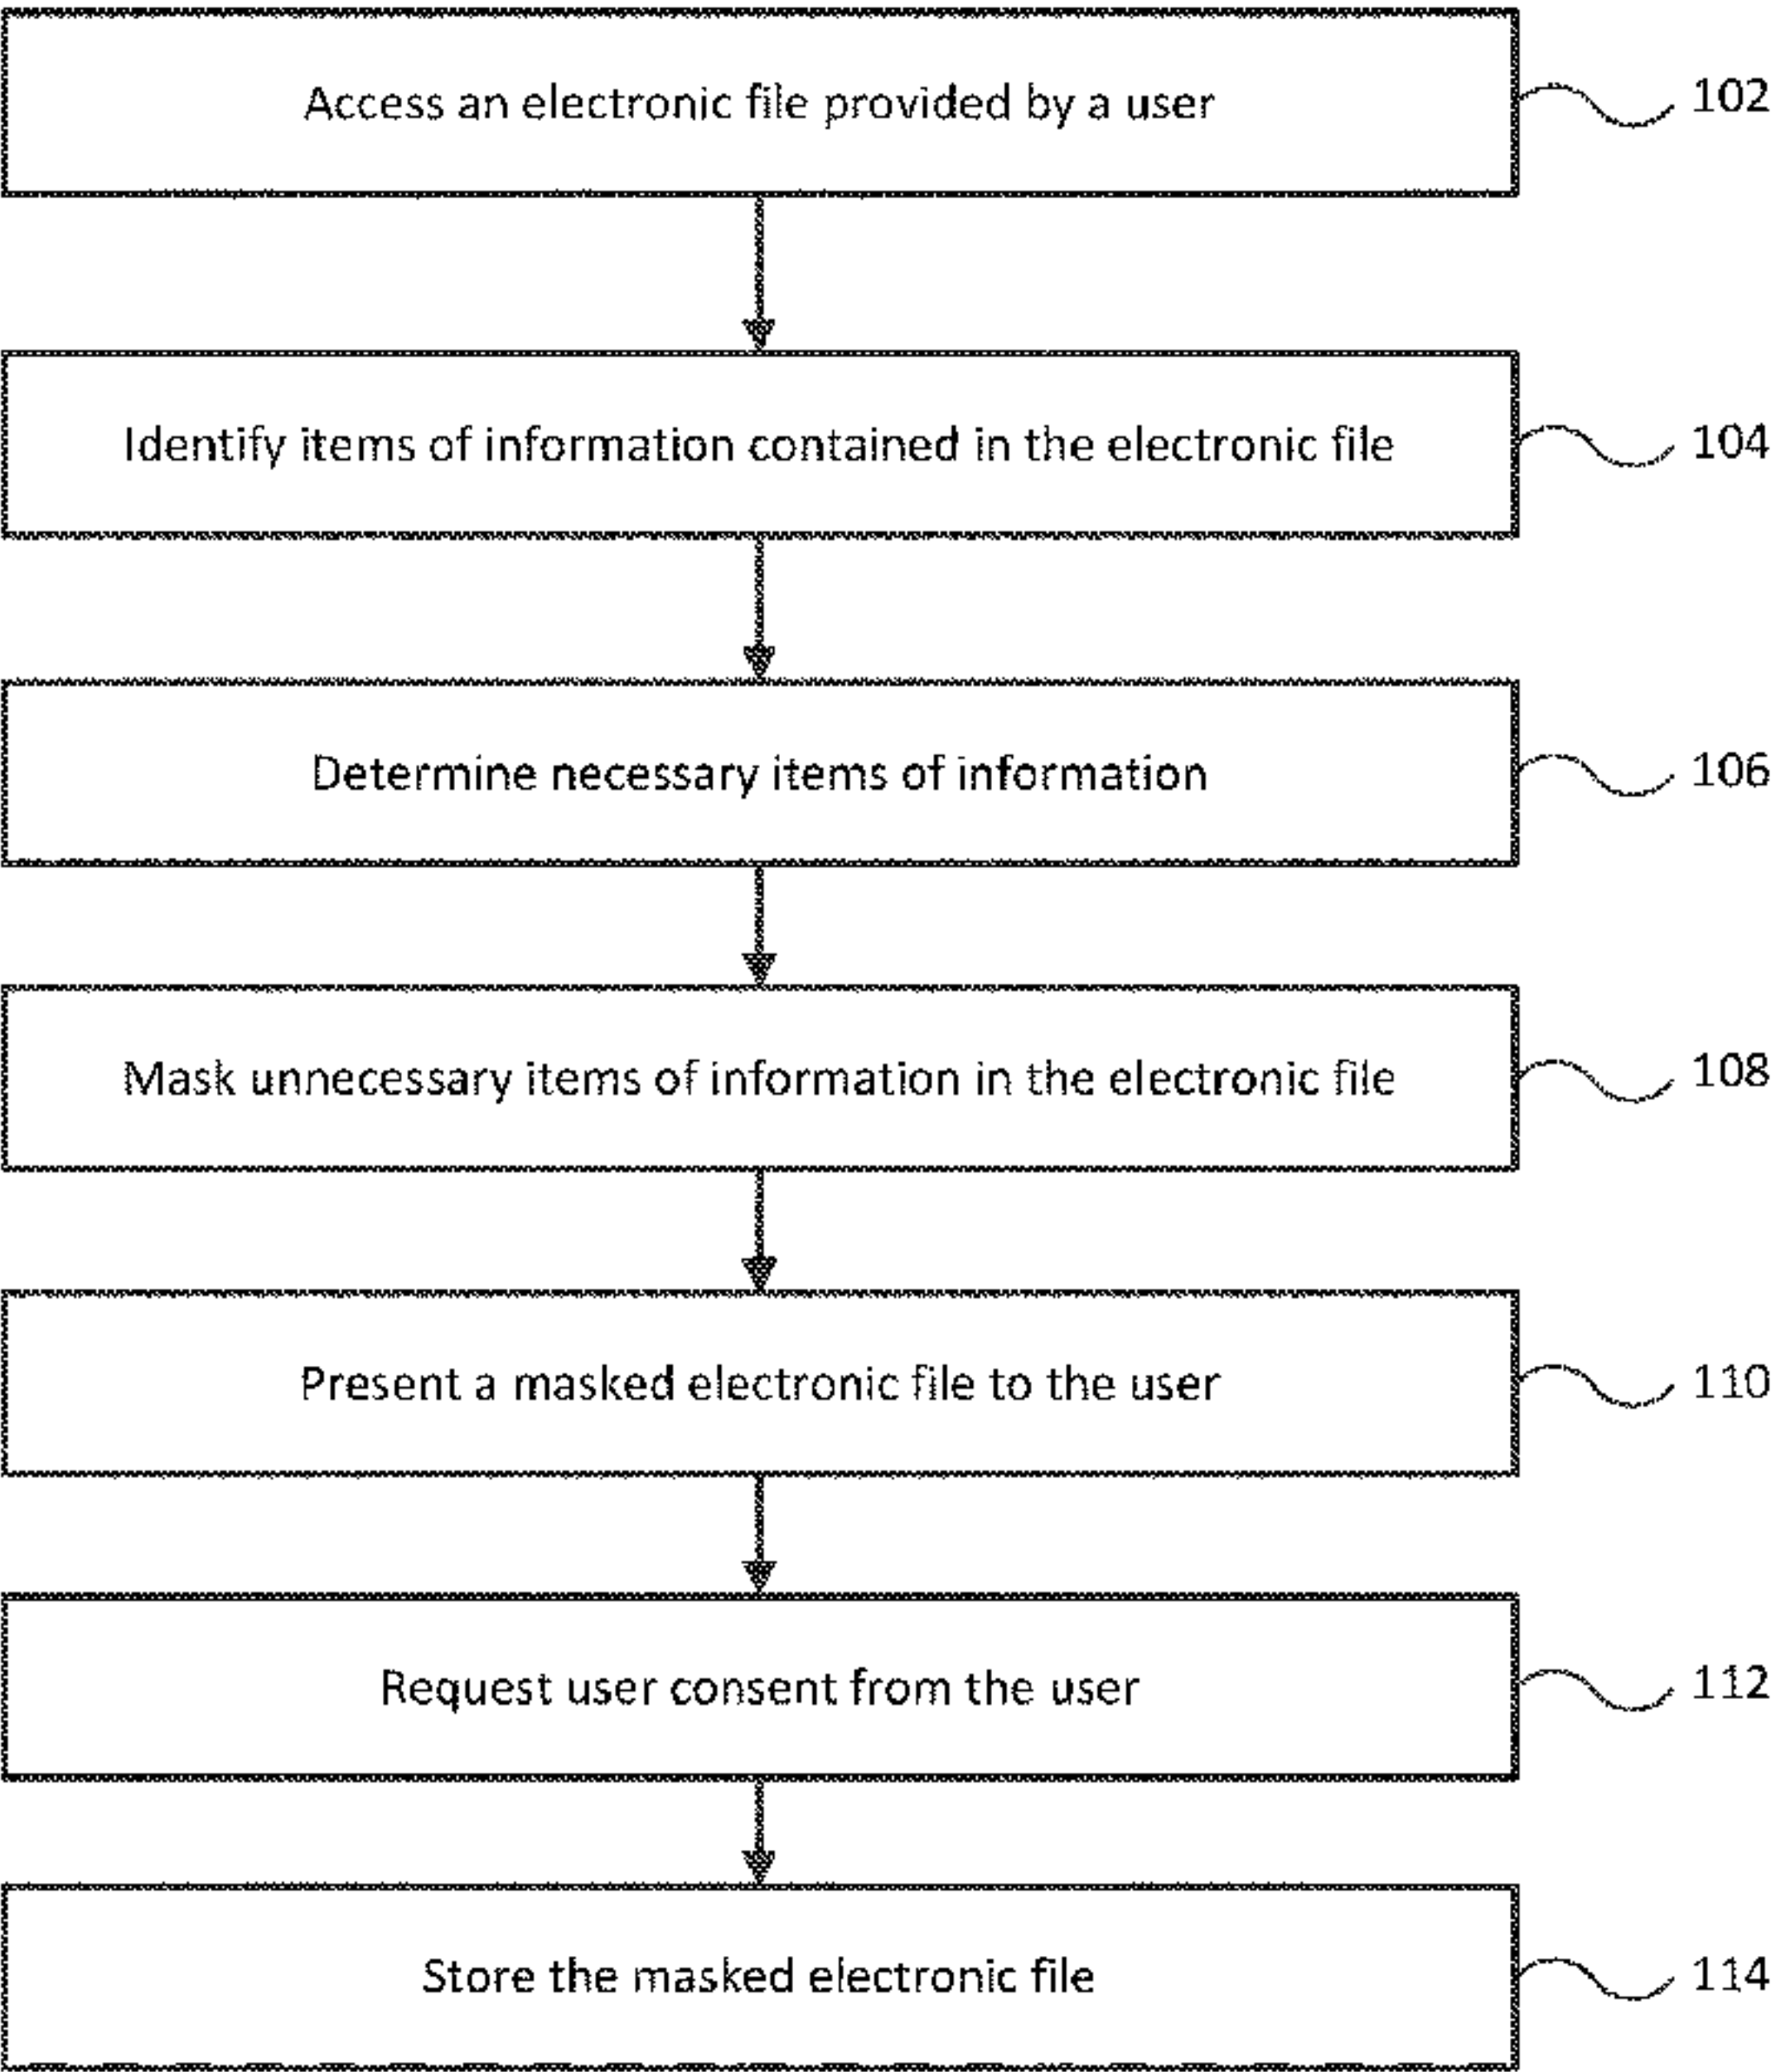 Access an electronic file provided by a user
102
Identify items of information contained in the electronic file
104
Determine necessary items of information
106
Mask unnecessary items of information in the electronic file
108
Present a masked electronic file to the user
110
Request user consent from the user
112
Store the masked electronic file
114